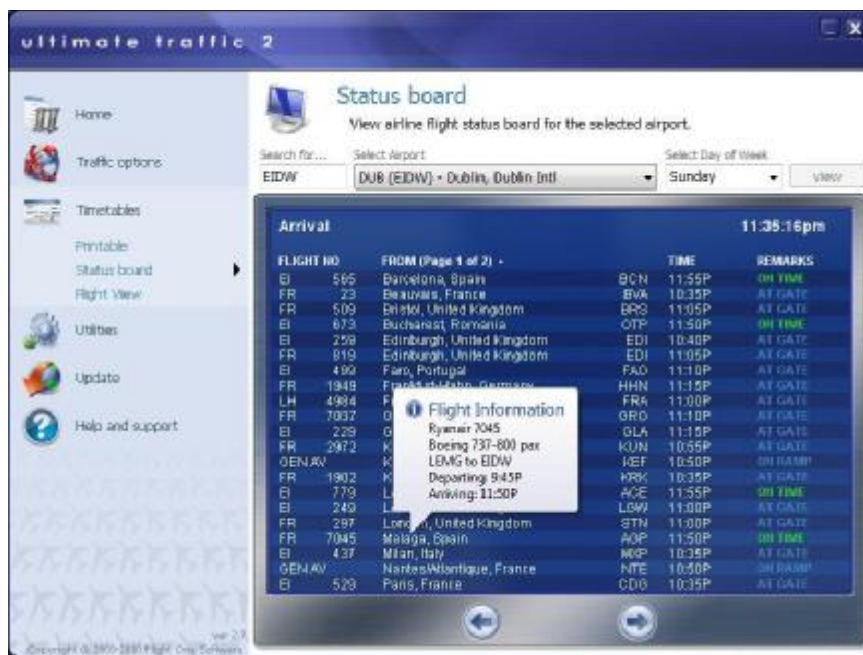 ultimate traffic 2
Home
Traffic options
Timetables
Printable
Status board
Flight View
Utilities
Update
Help and support
Status board
View airline flight status board for the selected airport.
Search for... Select Airport Select Day of Week
EIDW DUB (EIDW) - Dublin, Dublin Intl Sunday view
Arrival 11:35:16pm
FLIGHT NO FROM (Page 1 of 2) - TIME REMARKS
EI 565 Barcelona, Spain BCN 11:55P ON TIME
FR 23 Beauvais, France BVA 10:35P AT GATE
FR 509 Bristol, United Kingdom BRS 11:05P AT GATE
EI 673 Bucharest, Romania OTP 11:50P ON TIME
EI 259 Edinburgh, United Kingdom EDI 10:40P AT GATE
FR 819 Edinburgh, United Kingdom EDI 11:05P AT GATE
EI 499 Faro, Portugal FAO 11:10P AT GATE
FR 1949 Frankfurt-Hahn, Germany HHN 11:15P AT GATE
LH 4984 F FRA 11:00P AT GATE
FR 7037 G GRO 11:10P AT GATE
EI 229 G GLA 11:15P AT GATE
FR 2972 K KUN 10:55P AT GATE
GEN AV K KEF 10:50P ON RAMP
FR 1902 K KRK 10:35P AT GATE
EI 779 L ACE 11:55P ON TIME
EI 249 L LGW 11:00P AT GATE
FR 297 London, United Kingdom STN 11:00P AT GATE
FR 7045 Malaga, Spain AGP 11:50P ON TIME
EI 437 Milan, Italy MXP 10:35P AT GATE
GEN AV Nantes/Atlantique, France NTE 10:50P ON RAMP
EI 529 Paris, France CDG 10:35P AT GATE
Flight Information
Ryanair 7045
Boeing 737-800 pax
LEMG to EIDW
Departing: 9:45P
Arriving: 11:50P